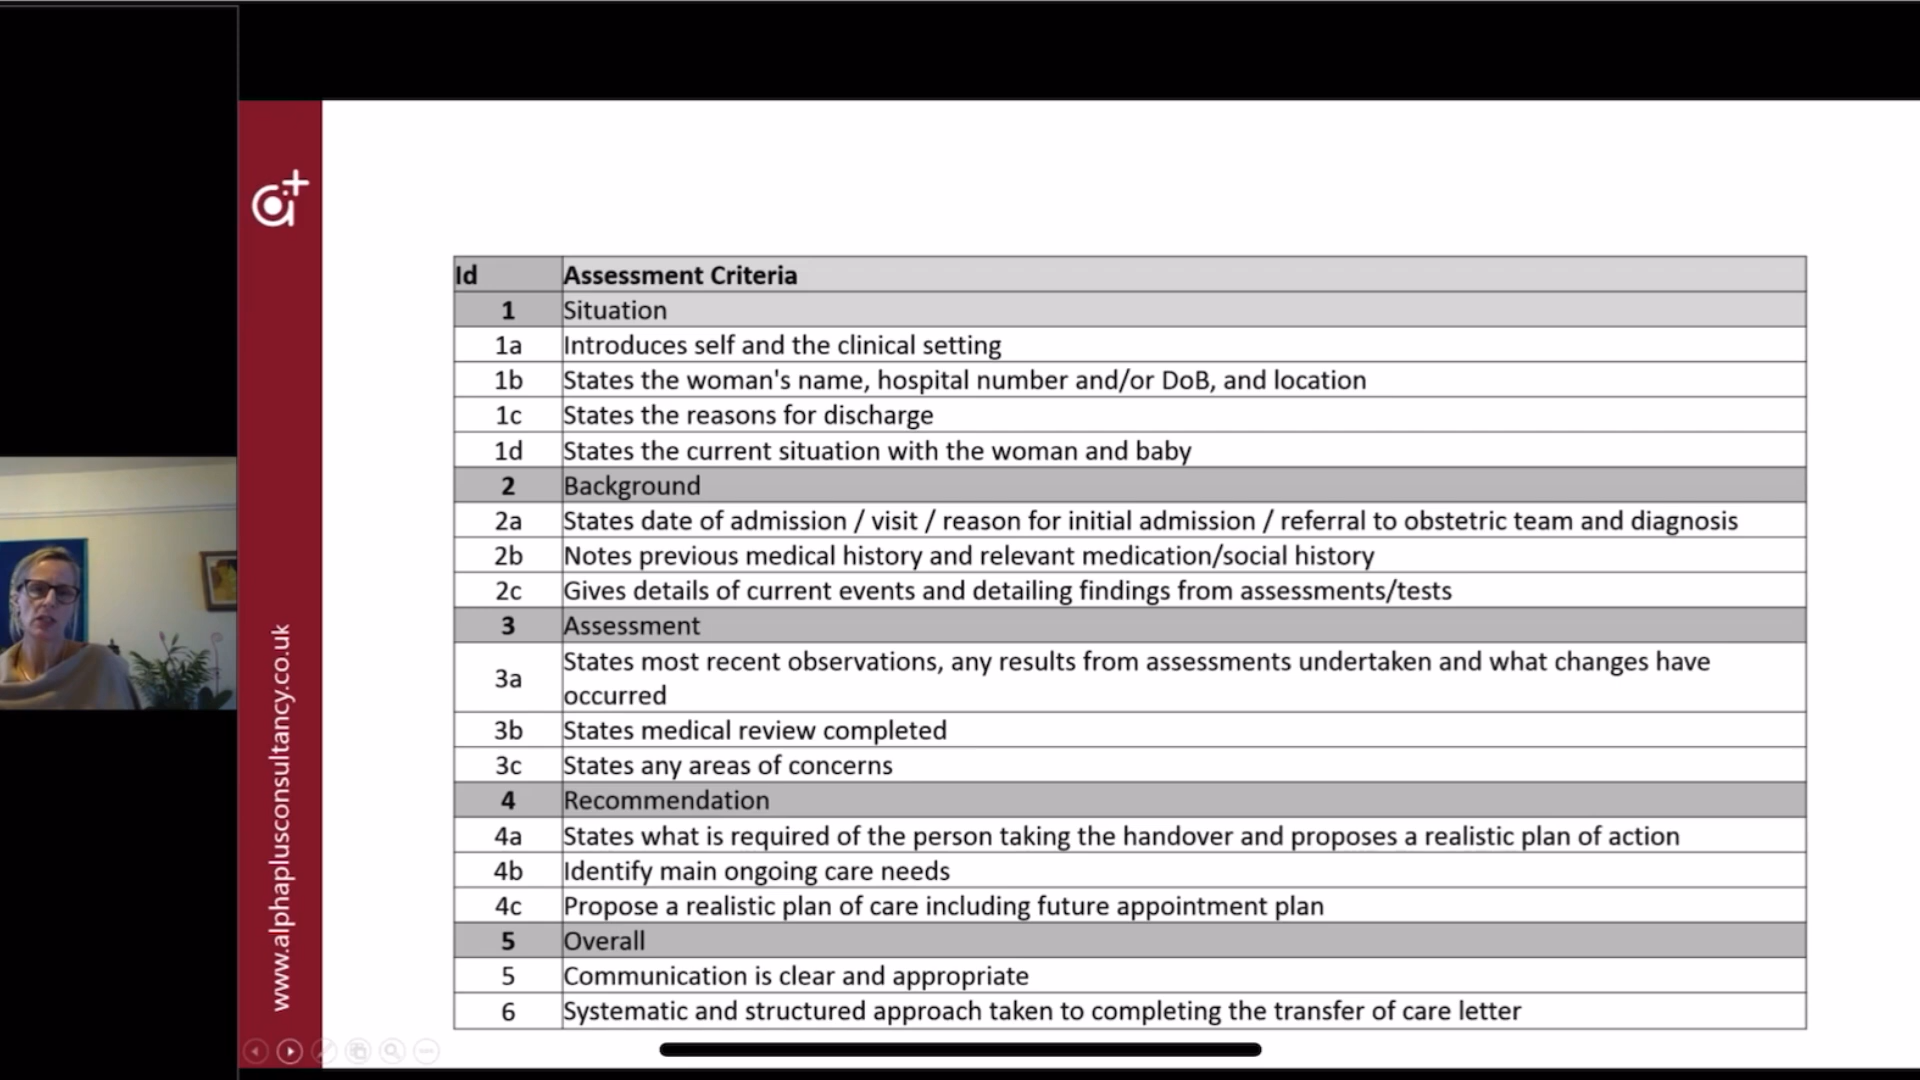 a+
www.alphaplusconsultancy.co.uk
Id Assessment Criteria
1 Situation
1a Introduces self and the clinical setting
1b States the woman's name, hospital number and/or DoB, and location
1c States the reasons for discharge
1d States the current situation with the woman and baby
2 Background
2a States date of admission / visit / reason for initial admission / referral to obstetric team and diagnosis
2b Notes previous medical history and relevant medication/social history
2c Gives details of current events and detailing findings from assessments/tests
3 Assessment
3a States most recent observations, any results from assessments undertaken and what changes have
occurred
3b States medical review completed
3c States any areas of concerns
4 Recommendation
4a States what is required of the person taking the handover and proposes a realistic plan of action
4b Identify main ongoing care needs
4c Propose a realistic plan of care including future appointment plan
5 Overall
5 Communication is clear and appropriate
6 Systematic and structured approach taken to completing the transfer of care letter